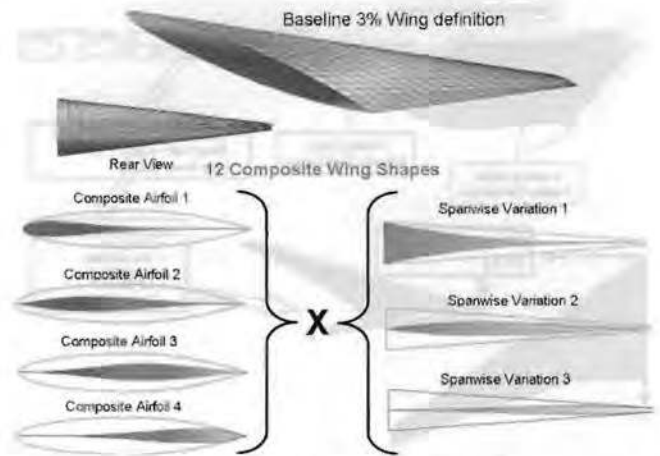 Baseline 3% Wing definition
Rear View
12 Composite Wing Shapes
Composite Airfoil 1
Composite Airfoil 2
Composite Airfoil 3
Composite Airfoil 4
X
Spanwise Variation 1
Spanwise Variation 2
Spanwise Variation 3